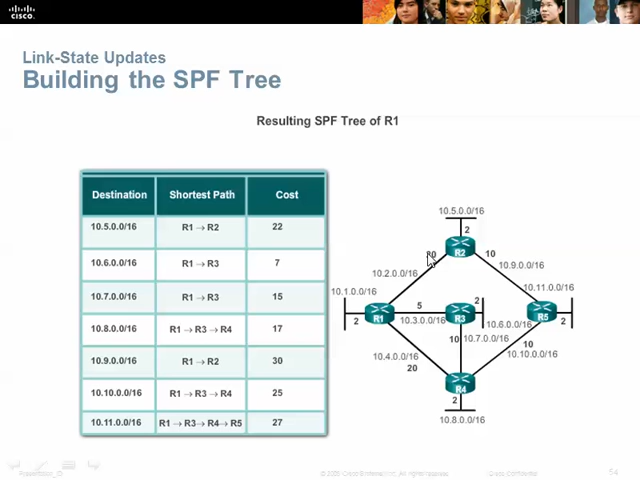 CISCO
Link-State Updates
Building the SPF Tree
Resulting SPF Tree of R1
Destination Shortest Path Cost
10.5.0.0/16 R1 → R2 22
10.6.0.0/16 R1 → R3 7
10.7.0.0/16 R1 → R3 15
10.8.0.0/16 R1 → R3 → R4 17
10.9.0.0/16 R1 → R2 30
10.10.0.0/16 R1 → R3 → R4 25
10.11.0.0/16 R1 → R3 → R4 → R5 27
10.5.0.0/16
2
R2
20
10
10.2.0.0/16
10.9.0.0/16
10.1.0.0/16
10.11.0.0/16
2
R1
5
10.3.0.0/16
R3
2
10.6.0.0/16
R5
2
10
10.7.0.0/16
10
10.4.0.0/16
10.10.0.0/16
20
R4
2
10.8.0.0/16
Presentation_ID
Cisco Confidential
54